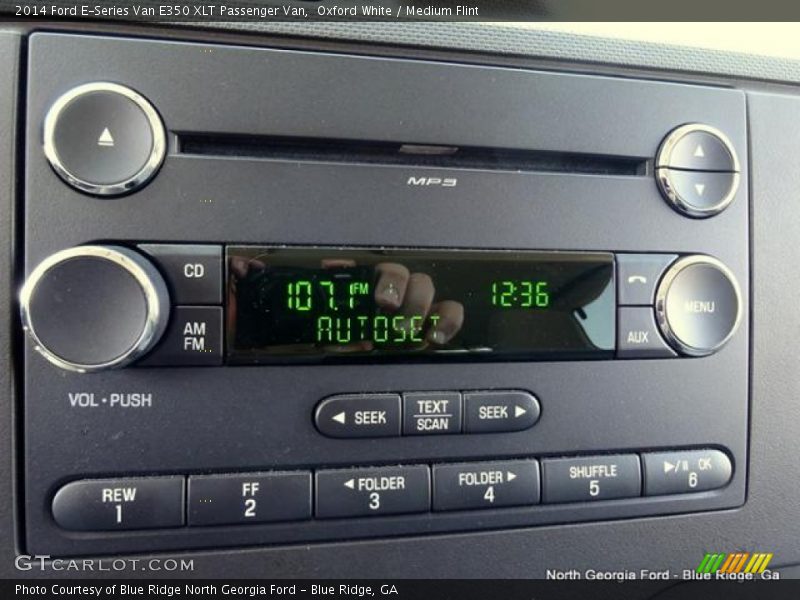 2014 Ford E-Series Van E350 XLT Passenger Van, Oxford White / Medium Flint
MP3
CD
107.1 FM 12:36
MENU
AM
FM
AUTOSET
AUX
VOL•PUSH
◄ SEEK
TEXT
SCAN
SEEK ►
REW
1
FF
2
◄ FOLDER
3
FOLDER ►
4
SHUFFLE
5
►/II OK
6
GTCARLOT.COM
North Georgia Ford - Blue Ridge, Ga
Photo Courtesy of Blue Ridge North Georgia Ford - Blue Ridge, GA